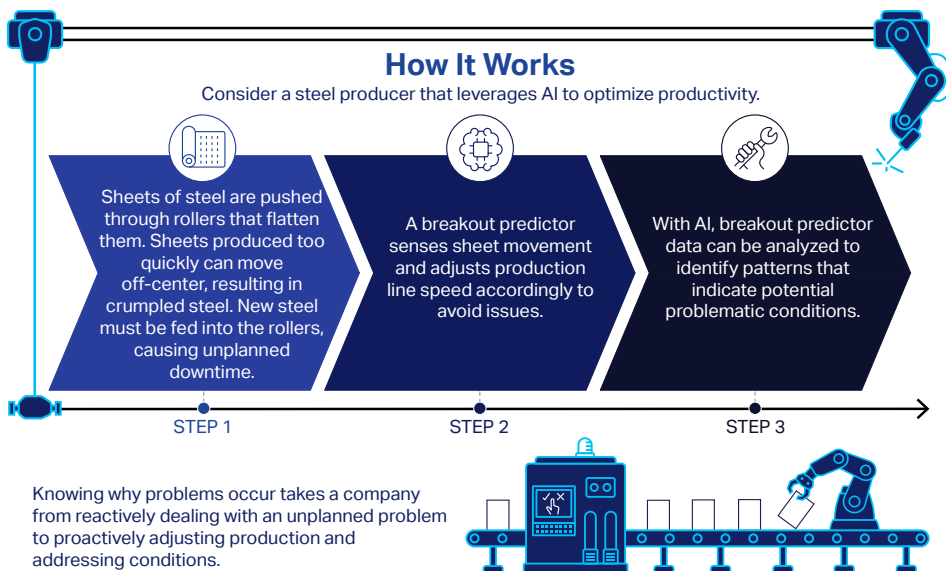 How It Works
Consider a steel producer that leverages AI to optimize productivity.
Sheets of steel are pushed
through rollers that flatten
them. Sheets produced too
quickly can move
off-center, resulting in
crumpled steel. New steel
must be fed into the rollers,
causing unplanned
downtime.
A breakout predictor
senses sheet movement
and adjusts production
line speed accordingly to
avoid issues.
With AI, breakout predictor
data can be analyzed to
identify patterns that
indicate potential
problematic conditions.
STEP 1
STEP 2
STEP 3
Knowing why problems occur takes a company
from reactively dealing with an unplanned problem
to proactively adjusting production and
addressing conditions.